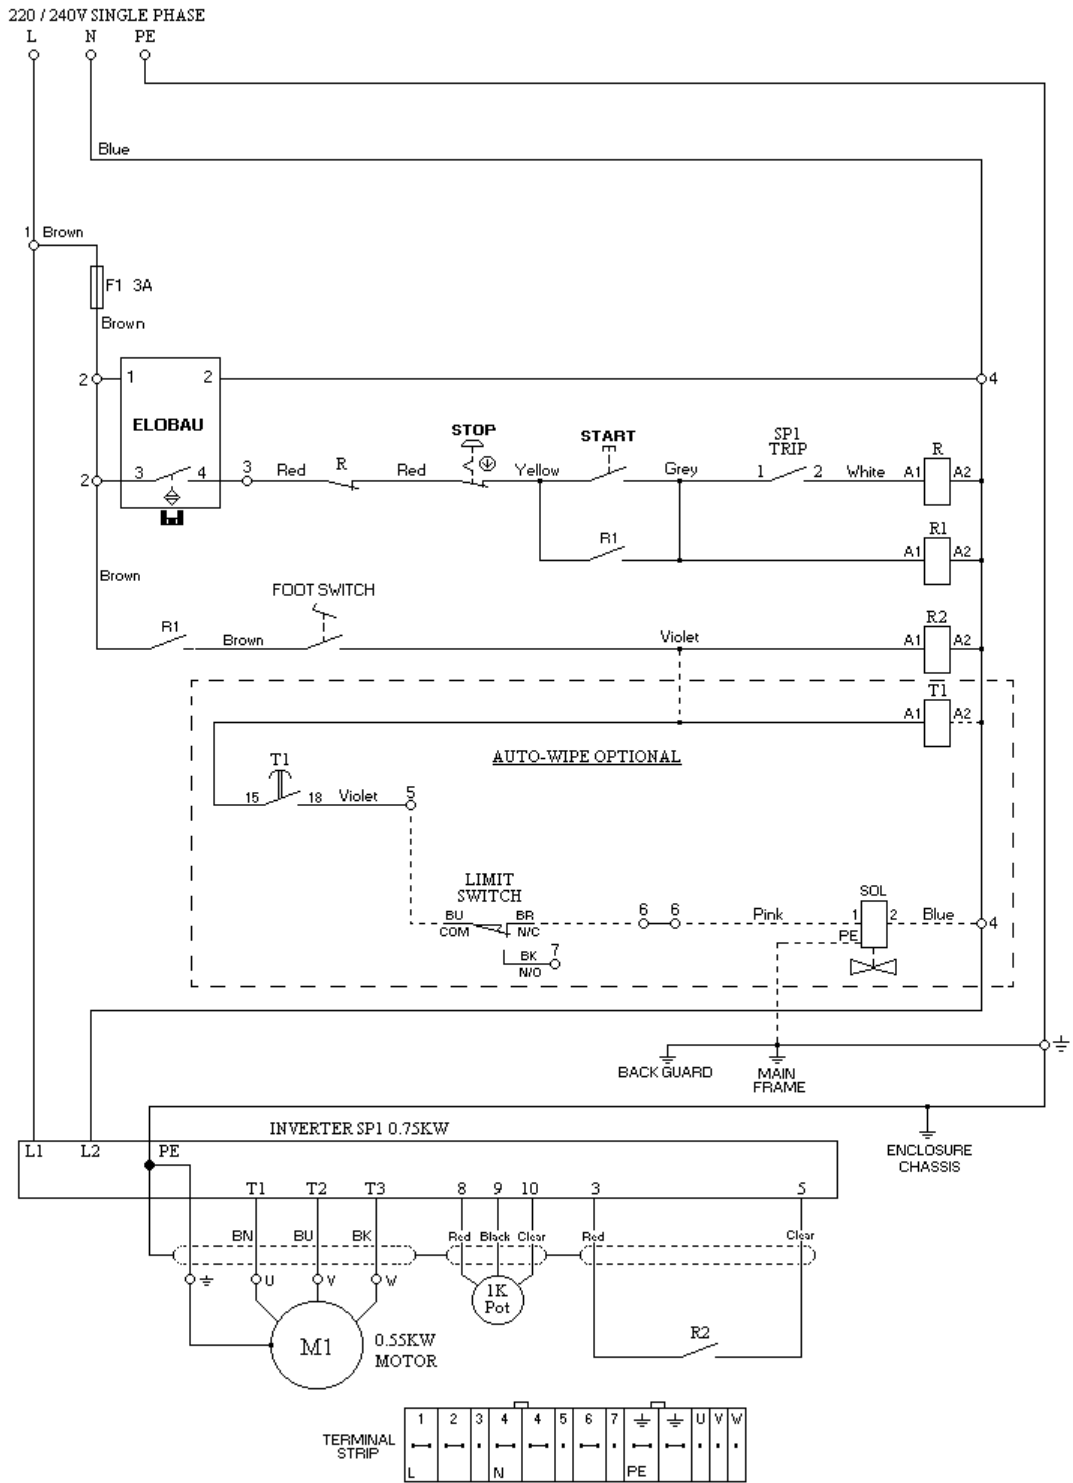 220 / 240V SINGLE PHASE
L N PE
Blue
1 Brown
F1 3A
Brown
2 1 2 4
ELOBAU
STOP
START
SP1
TRIP
R
2 3 4 3 Red R Red Yellow Grey 1 2 White A1 A2
R1
R1 A1 A2
Brown
FOOT SWITCH
R1 Brown Violet R2
A1 A2
T1
A1 A2
AUTO-WIPE OPTIONAL
T1
15 18 Violet 5
LIMIT
SWITCH
SOL
BU BR 6 6 Pink 1 2 Blue 4
COM N/C PE
BK 7
N/O
BACK GUARD
MAIN
FRAME
ENCLOSURE
CHASSIS
INVERTER SP1 0.75KW
L1 L2 PE
T1 T2 T3 8 9 10 3 5
BN BU BK Red Black Clear Red Clear
U V W
1K
Pot
M1
0.55KW
MOTOR
R2
TERMINAL
STRIP
1 2 3 4 4 5 6 7 U V W
L N PE